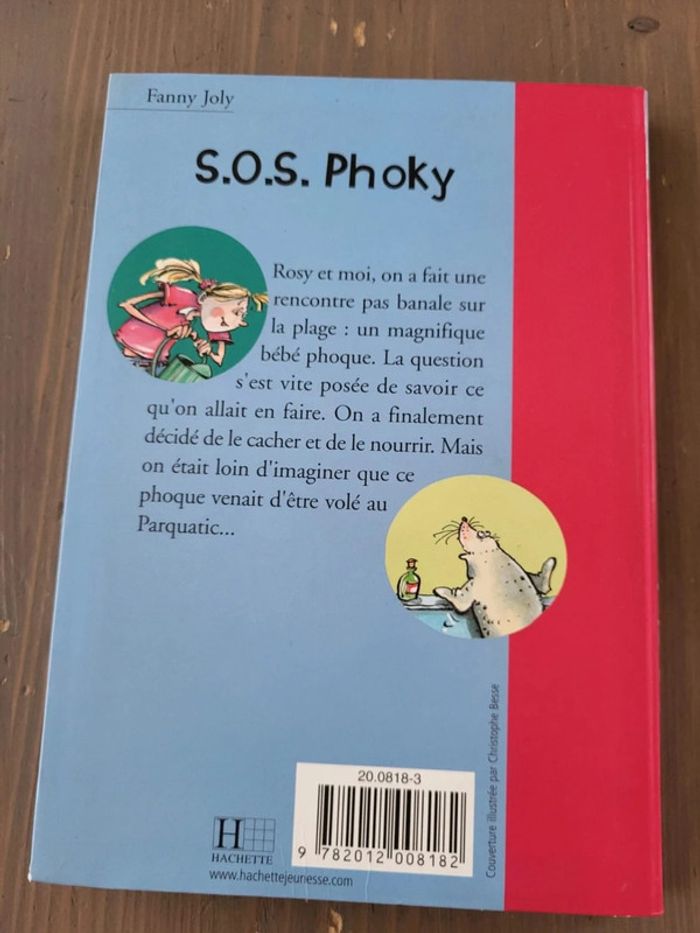 Fanny Joly
S.O.S. Phoky
Rosy et moi, on a fait une
rencontre pas banale sur
la plage : un magnifique
bébé phoque. La question
s'est vite posée de savoir ce
qu'on allait en faire. On a finalement
décidé de le cacher et de le nourrir. Mais
on était loin d'imaginer que ce
phoque venait d'être volé au
Parquatic...
Couverture illustrée par Christophe Besse
20.0818-3
9 782012 008182
H
HACHETTE
www.hachettejeunesse.com